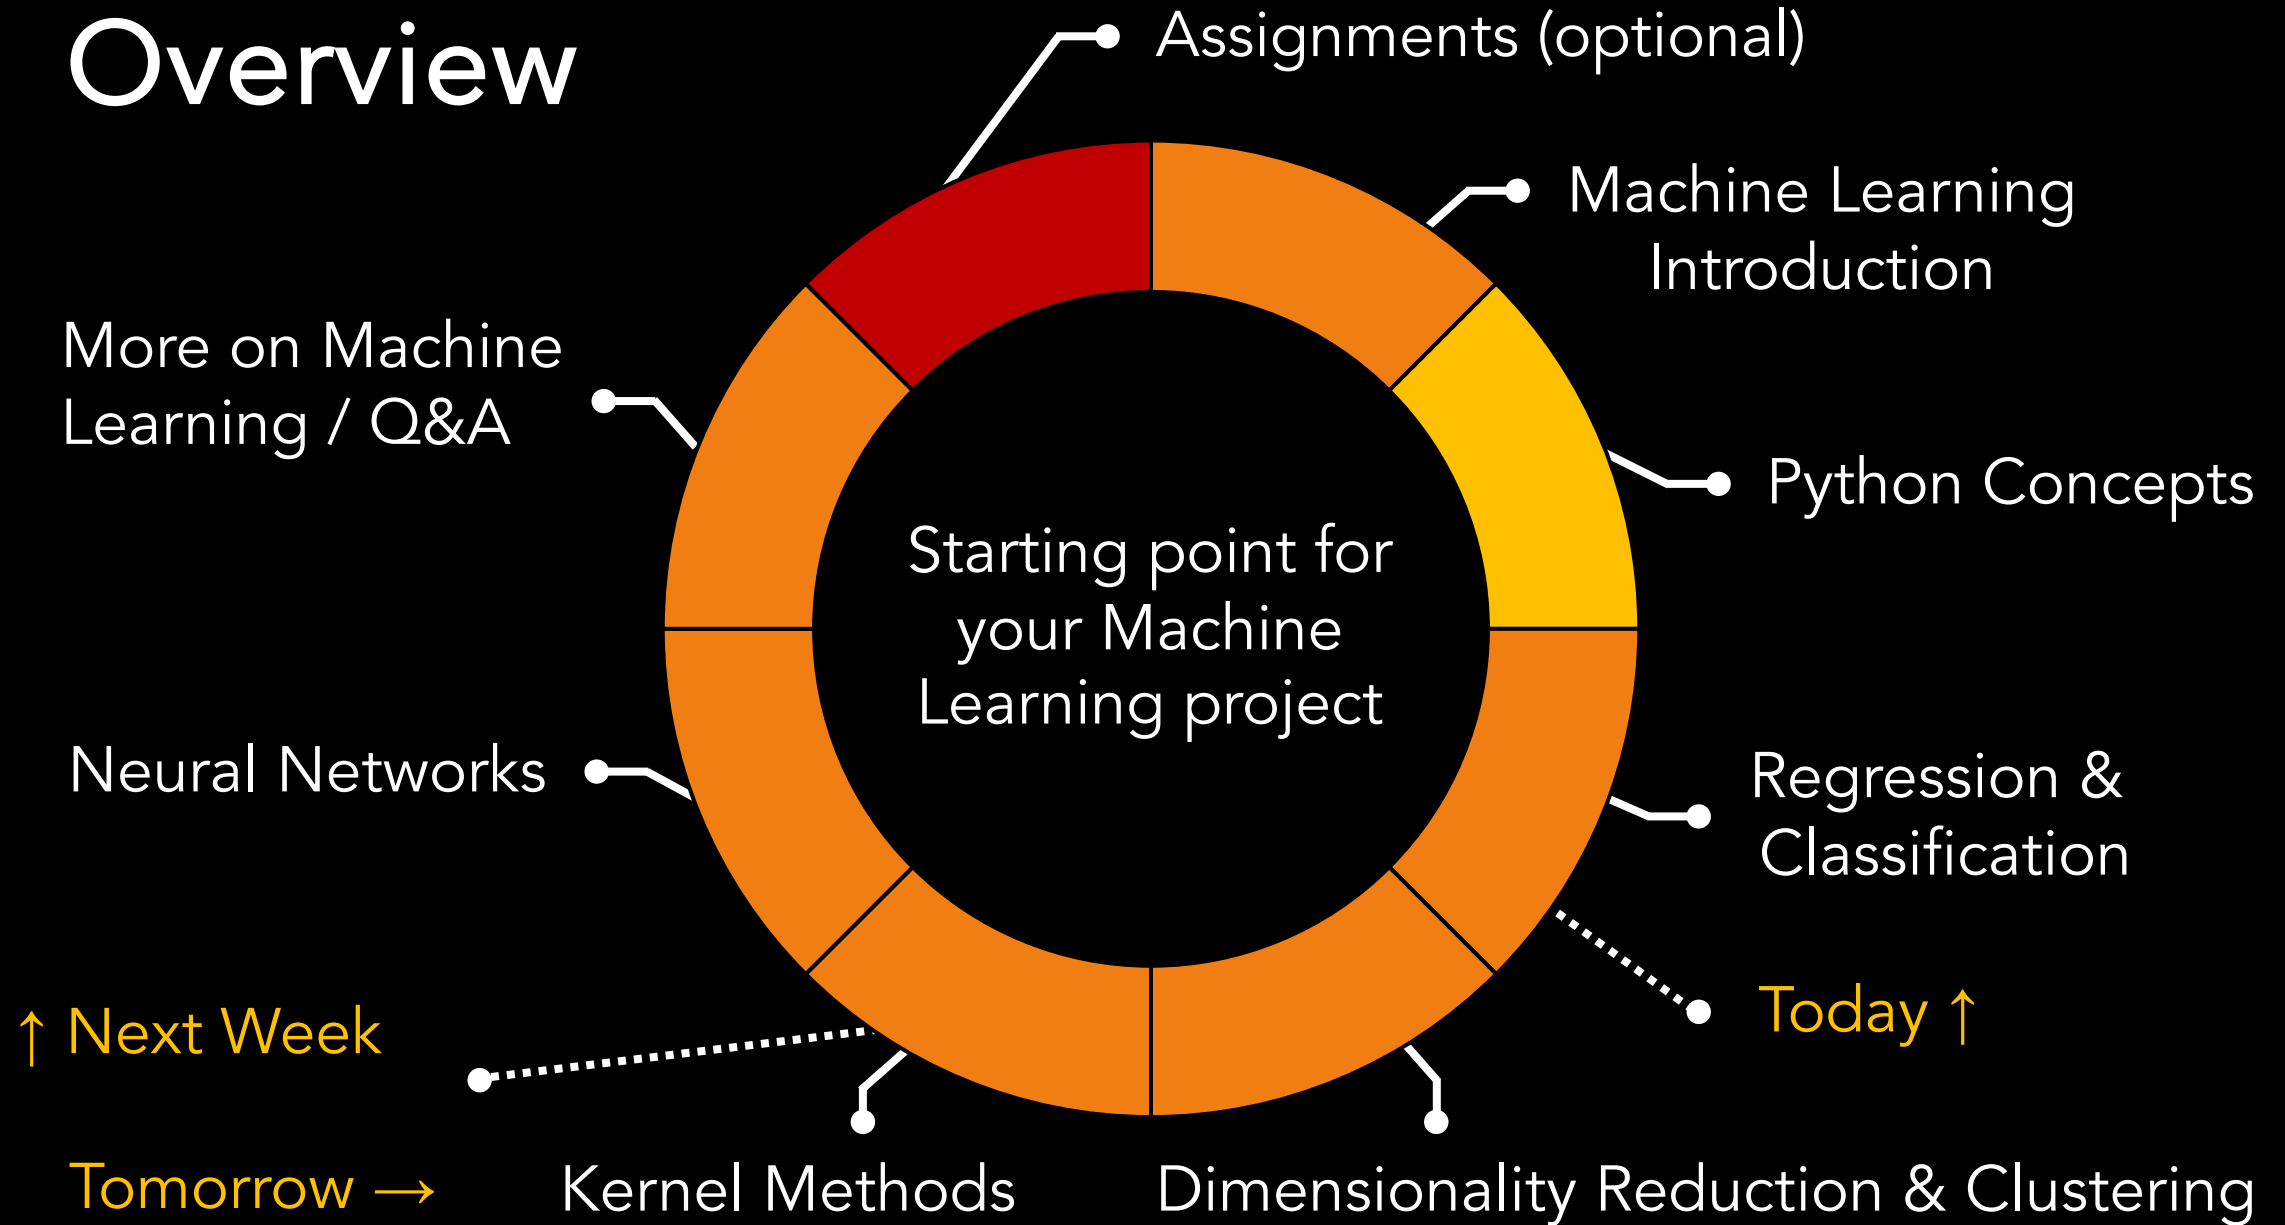 Overview
Assignments (optional)
Machine Learning
Introduction
Python Concepts
Regression &
Classification
Today ↑
Dimensionality Reduction & Clustering
Kernel Methods
Tomorrow →
↑ Next Week
Neural Networks
More on Machine
Learning / Q&A
Starting point for
your Machine
Learning project